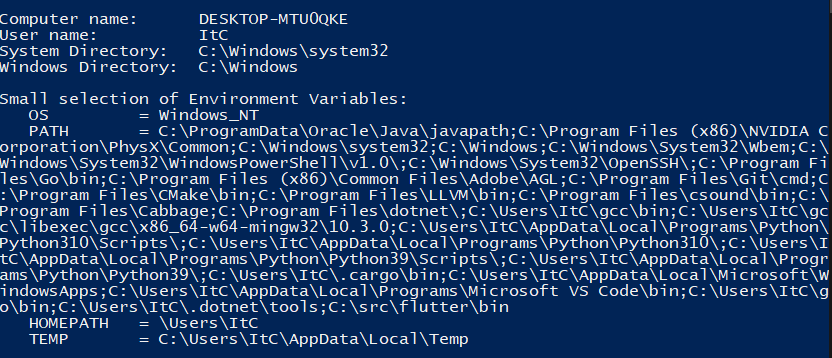 Computer name:    DESKTOP-MTU0QKE
User name:        ItC
System Directory: C:\Windows\system32
Windows Directory: C:\Windows
Small selection of Environment Variables:
OS         = Windows_NT
PATH       = C:\ProgramData\Oracle\Java\javapath;C:\Program Files (x86)\NVIDIA C
orporation\PhysX\Common;C:\Windows\system32;C:\Windows;C:\Windows\System32\Wbem;C:\
Windows\System32\WindowsPowerShell\v1.0\;C:\Windows\System32\OpenSSH\;C:\Program Fi
les\Go\bin;C:\Program Files (x86)\Common Files\Adobe\AGL;C:\Program Files\Git\cmd;C
:\Program Files\CMake\bin;C:\Program Files\LLVM\bin;C:\Program Files\csound\bin;C:\
Program Files\Cabbage;C:\Program Files\dotnet\;C:\Users\ItC\gcc\bin;C:\Users\ItC\gc
c\libexec\gcc\x86_64-w64-mingw32\10.3.0;C:\Users\ItC\AppData\Local\Programs\Python\
Python310\Scripts\;C:\Users\ItC\AppData\Local\Programs\Python\Python310\;C:\Users\I
tC\AppData\Local\Programs\Python\Python39\Scripts\;C:\Users\ItC\AppData\Local\Progr
ams\Python\Python39\;C:\Users\ItC\.cargo\bin;C:\Users\ItC\AppData\Local\Microsoft\W
indowsApps;C:\Users\ItC\AppData\Local\Programs\Microsoft VS Code\bin;C:\Users\ItC\g
o\bin;C:\Users\ItC\.dotnet\tools;C:\src\flutter\bin
HOMEPATH   = \Users\ItC
TEMP       = C:\Users\ItC\AppData\Local\Temp